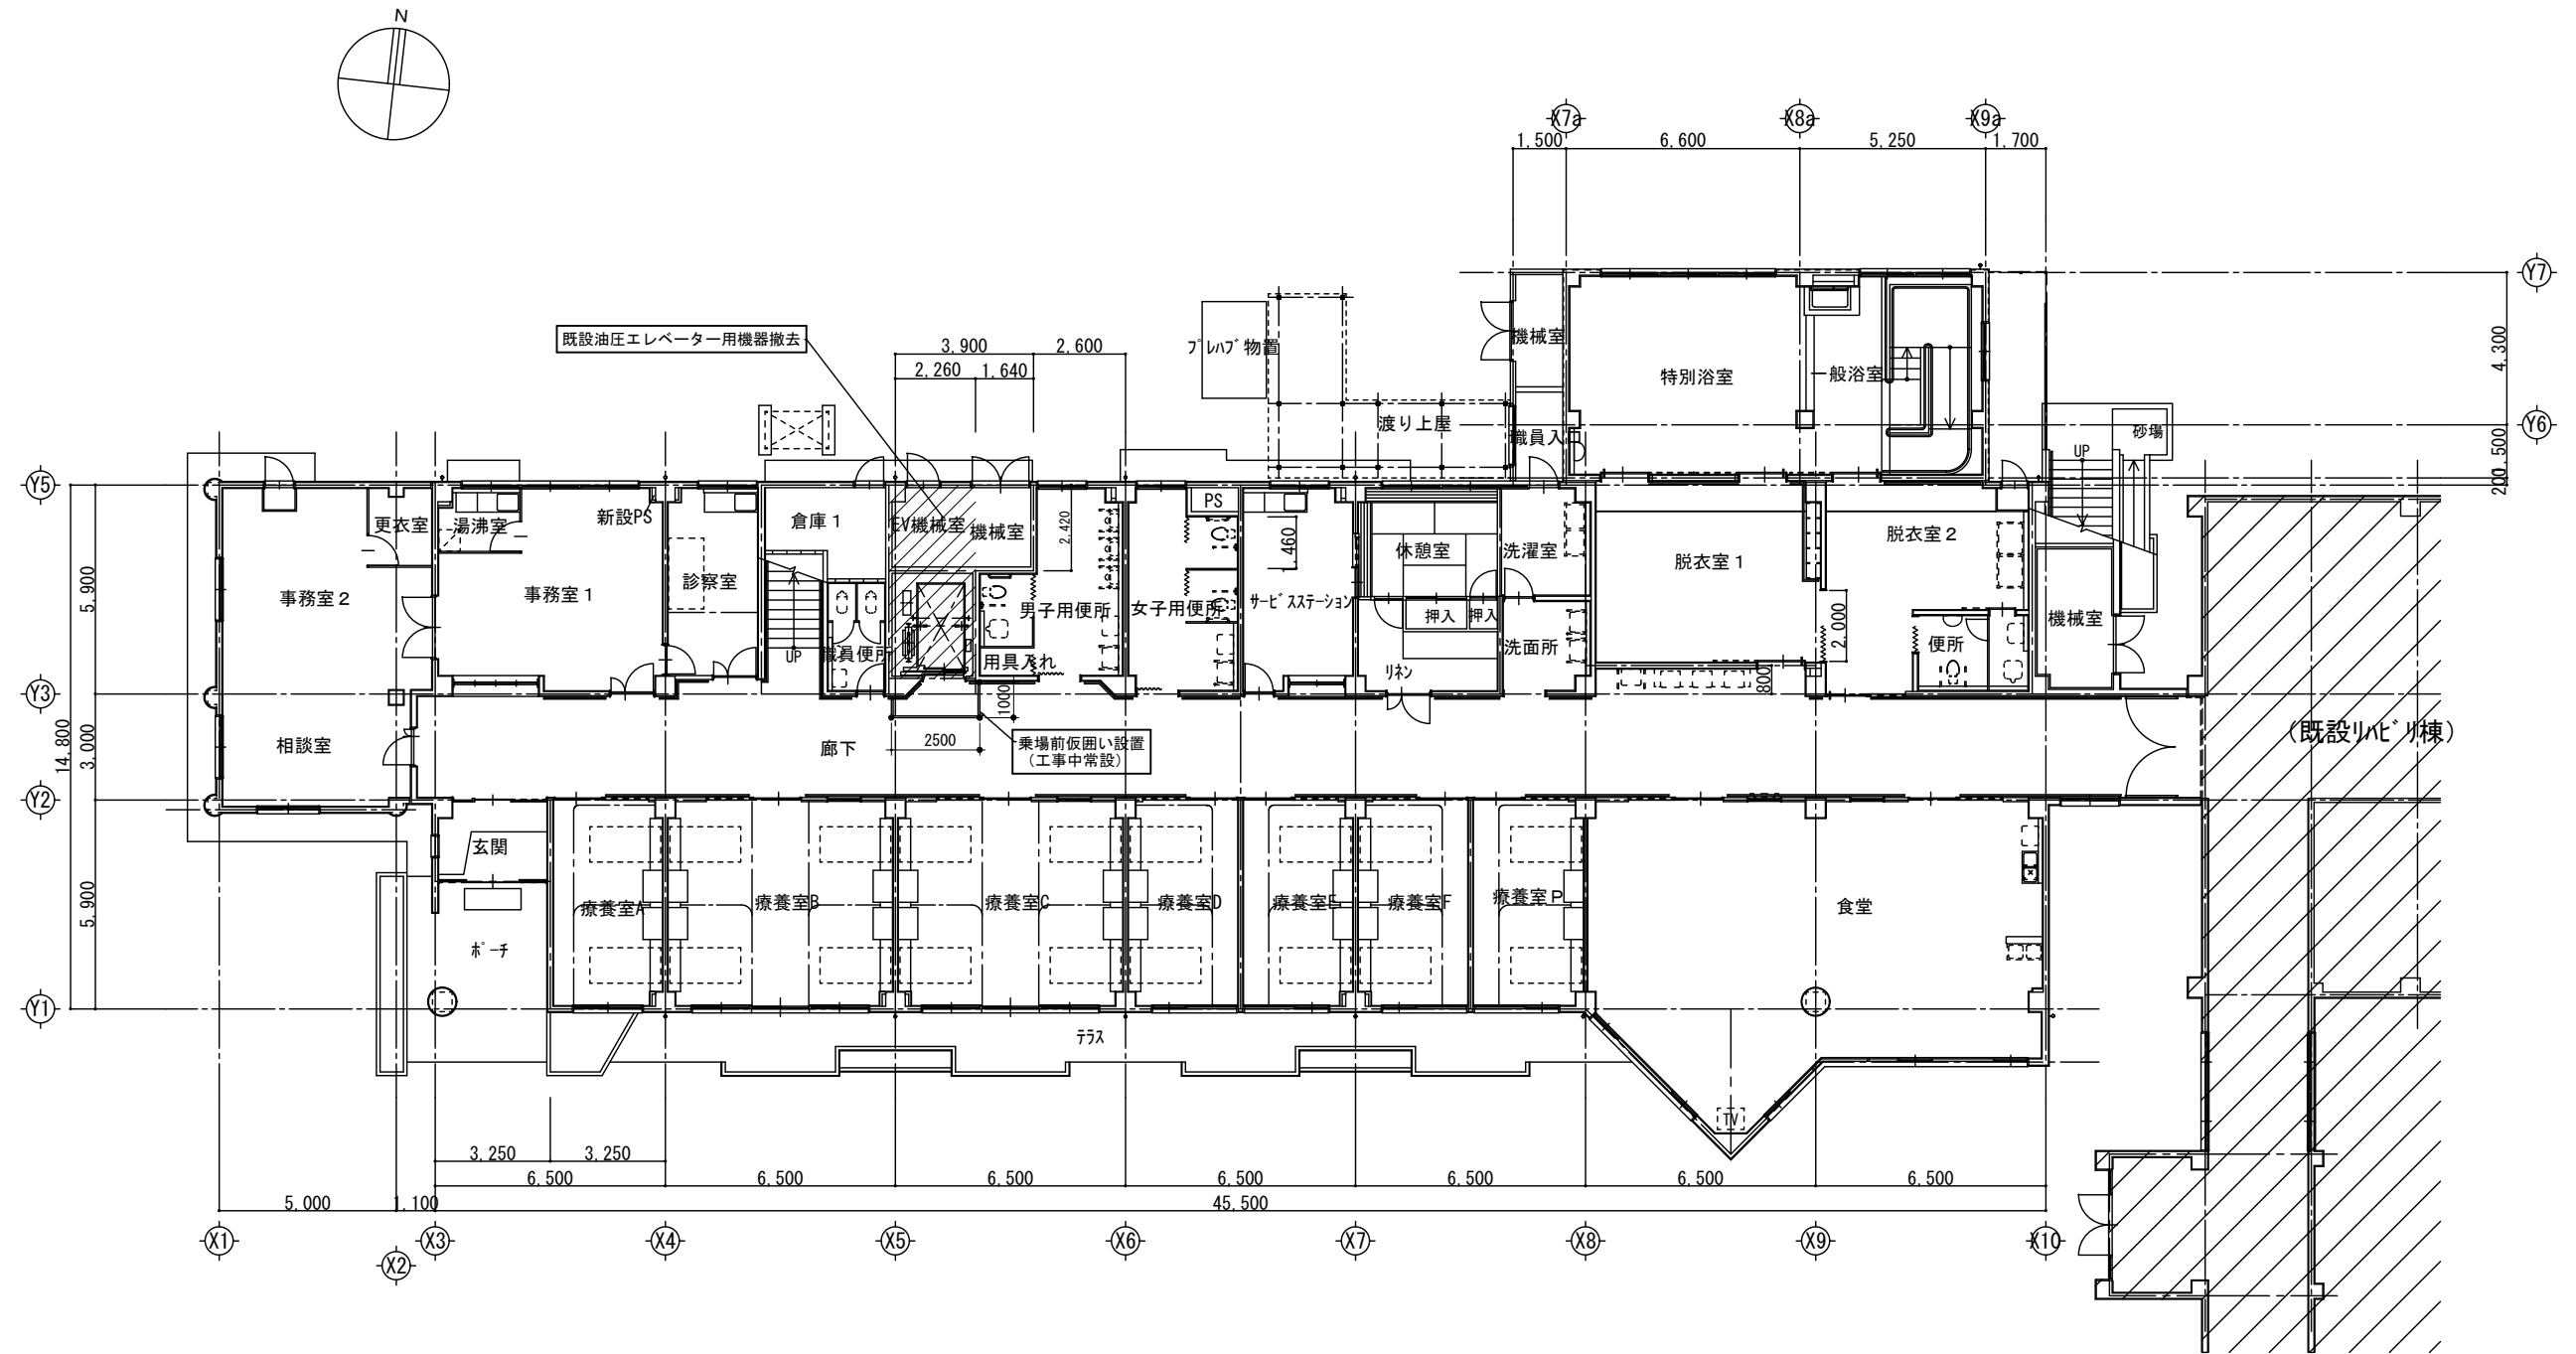 N
X7a
X8a
X9a
1,500
6,600
5,250
1,700
Y7
既設油圧エレベーター用機器撤去
3,900
2,600
2,260
1,640
プレハブ物置
機械室
特別浴室
一般浴室
4,300
渡り上屋
職員入
砂場
Y6
UP
1,500
200
Y5
更衣室
湯沸室
新設PS
倉庫1
EV機械室
機械室
2,420
PS
1,460
休憩室
洗濯室
脱衣室1
脱衣室2
5,900
事務室2
事務室1
診察室
男子用便所
女子用便所
サービスステーション
押入
押入
2,000
機械室
UP
職員便所
用具入れ
リネン
洗面所
便所
800
Y3
1000
14,800
3,000
相談室
廊下
2500
乗場前仮囲い設置
(工事中常設)
(既設リハビリ棟)
Y2
玄関
5,900
療養室A
療養室B
療養室C
療養室D
療養室E
療養室F
療養室P
食堂
ポーチ
Y1
テラス
TV
3,250
3,250
6,500
6,500
6,500
6,500
6,500
6,500
6,500
5,000
1,100
45,500
X1
X2
X3
X4
X5
X6
X7
X8
X9
X10